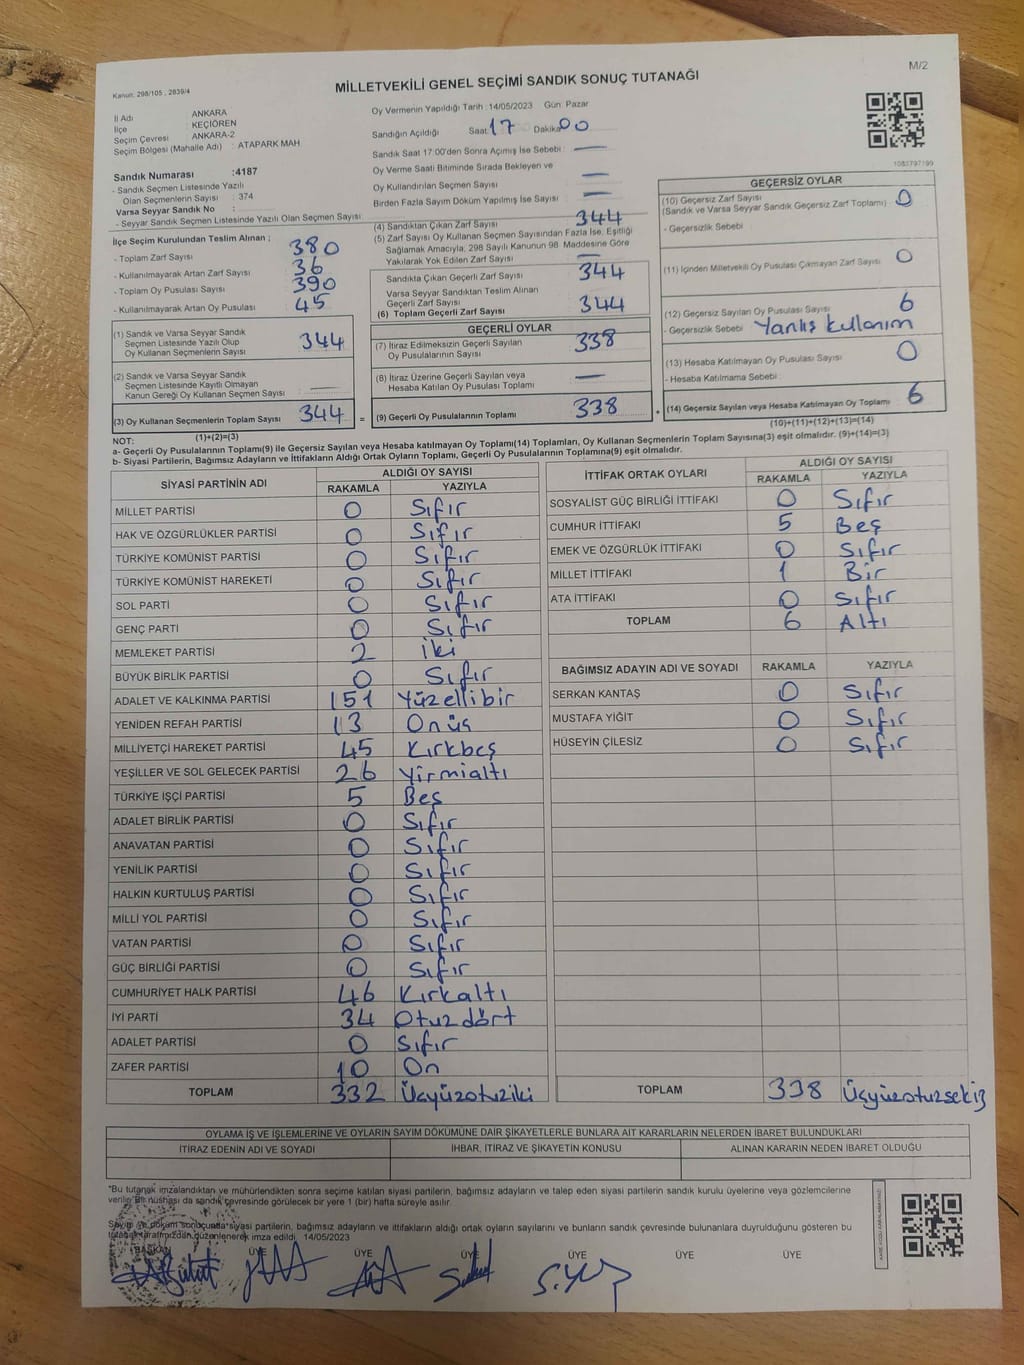 M/2
Kanun: 298/105 , 2839/4
MİLLETVEKİLİ GENEL SEÇİMİ SANDIK SONUÇ TUTANAĞI
İl Adı : ANKARA
İlçe : KEÇİÖREN
Seçim Çevresi : ANKARA-2
Seçim Bölgesi (Mahalle Adı) : ATAPARK MAH
Sandık Numarası :4187
- Sandık Seçmen Listesinde Yazılı
Olan Seçmenlerin Sayısı : 374
Varsa Seyyar Sandık No :
- Seyyar Sandık Seçmen Listesinde Yazılı Olan Seçmen Sayısı :
Oy Vermenin Yapıldığı Tarih :14/05/2023 Gün: Pazar
Sandığın Açıldığı Saat 17 Dakika 00
Sandık Saat 17:00'den Sonra Açımış İse Sebebi : —
Oy Verme Saati Bitiminde Sırada Bekleyen ve
Oy Kullandırılan Seçmen Sayısı —
Birden Fazla Sayım Döküm Yapılmış İse Sayısı —
(4) Sandıktan Çıkan Zarf Sayısı 344
(5) Zarf Sayısı Oy Kullanan Seçmen Sayısından Fazla İse, Eşitliği
Sağlamak Amacıyla, 298 Sayılı Kanunun 98. Maddesine Göre
Yakılarak Yok Edilen Zarf Sayısı —
Sandıkta Çıkan Geçerli Zarf Sayısı 344
Varsa Seyyar Sandıktan Teslim Alınan
Geçerli Zarf Sayısı
(6) Toplam Geçerli Zarf Sayısı 344
1083797199
İlçe Seçim Kurulundan Teslim Alınan ;
- Toplam Zarf Sayısı : 380
- Kullanılmayarak Artan Zarf Sayısı : 36
- Toplam Oy Pusulası : 390
- Kullanılmayarak Artan Oy Pusulası : 45
(1) Sandık ve Varsa Seyyar Sandık
Seçmen Listesinde Yazılı Olup
Oy Kullanan Seçmenlerin Sayısı 344
(2) Sandık ve Varsa Seyyar Sandık
Seçmen Listesinde Kayıtlı Olmayan
Kanun Gereği Oy Kullanan Seçmen Sayısı —
(3) Oy Kullanan Seçmenlerin Toplam Sayısı 344 =
(1)+(2)=(3)
GEÇERLİ OYLAR
(7) İtiraz Edilmeksizin Geçerli Sayılan
Oy Pusulalarının Sayısı 338
(8) İtiraz Üzerine Geçerli Sayılan veya
Hesaba Katılan Oy Pusulası Toplamı —
(9) Geçerli Oy Pusulalarının Toplamı 338 +
GEÇERSİZ OYLAR
(10) Geçersiz Zarf Sayısı 0
(Sandık ve Varsa Seyyar Sandık Geçersiz Zarf Toplamı) :
- Geçersizlik Sebebi :
(11) İçinden Milletvekili Oy Pusulası Çıkmayan Zarf Sayısı 0
(12) Geçersiz Sayılan Oy Pusulası Sayısı 6
- Geçersizlik Sebebi : Yanlış kullanım
(13) Hesaba Katılmayan Oy Pusulası Sayısı 0
- Hesaba Katılmama Sebebi :
(14) Geçersiz Sayılan veya Hesaba Katılmayan Oy Toplamı 6
(10)+(11)+(12)+(13)=(14)
NOT:
a- Geçerli Oy Pusulalarının Toplamı(9) ile Geçersiz Sayılan veya Hesaba katılmayan Oy Toplamı(14) Toplamları, Oy Kullanan Seçmenlerin Toplam Sayısına(3) eşit olmalıdır. (9)+(14)=(3)
b- Siyasi Partilerin, Bağımsız Adayların ve İttifakların Aldığı Ortak Oyların Toplamı, Geçerli Oy Pusulalarının Toplamına(9) eşit olmalıdır.
SİYASİ PARTİNİN ADI ALDIĞI OY SAYISI
RAKAMLA YAZIYLA
MİLLET PARTİSİ 0 Sıfır
HAK VE ÖZGÜRLÜKLER PARTİSİ 0 Sıfır
TÜRKİYE KOMÜNİST PARTİSİ 0 Sıfır
TÜRKİYE KOMÜNİST HAREKETİ 0 Sıfır
SOL PARTİ 0 Sıfır
GENÇ PARTİ 0 Sıfır
MEMLEKET PARTİSİ 2 İki
BÜYÜK BİRLİK PARTİSİ 0 Sıfır
ADALET VE KALKINMA PARTİSİ 151 Yüzellibir
YENİDEN REFAH PARTİSİ 13 Onüç
MİLLİYETÇİ HAREKET PARTİSİ 45 Kırkbeş
YEŞİLLER VE SOL GELECEK PARTİSİ 26 Yirmialtı
TÜRKİYE İŞÇİ PARTİSİ 5 Beş
ADALET BİRLİK PARTİSİ 0 Sıfır
ANAVATAN PARTİSİ 0 Sıfır
YENİLİK PARTİSİ 0 Sıfır
HALKIN KURTULUŞ PARTİSİ 0 Sıfır
MİLLİ YOL PARTİSİ 0 Sıfır
VATAN PARTİSİ 0 Sıfır
GÜÇ BİRLİĞİ PARTİSİ 0 Sıfır
CUMHURİYET HALK PARTİSİ 46 Kırkaltı
İYİ PARTİ 34 Otuzdört
ADALET PARTİSİ 0 Sıfır
ZAFER PARTİSİ 10 On
TOPLAM 332 Üçyüzotuziki
İTTİFAK ORTAK OYLARI ALDIĞI OY SAYISI
RAKAMLA YAZIYLA
SOSYALİST GÜÇ BİRLİĞİ İTTİFAKI 0 Sıfır
CUMHUR İTTİFAKI 5 Beş
EMEK VE ÖZGÜRLÜK İTTİFAKI 0 Sıfır
MİLLET İTTİFAKI 1 Bir
ATA İTTİFAKI 0 Sıfır
TOPLAM 6 Altı
BAĞIMSIZ ADAYIN ADI VE SOYADI RAKAMLA YAZIYLA
SERKAN KANTAŞ 0 Sıfır
MUSTAFA YİĞİT 0 Sıfır
HÜSEYİN ÇİLESİZ 0 Sıfır
TOPLAM 338 Üçyüzotuzsekiz
OYLAMA İŞ VE İŞLEMLERİNE VE OYLARIN SAYIM DÖKÜMÜNE DAİR ŞİKAYETLERLE BUNLARA AİT KARARLARIN NELERDEN İBARET BULUNDUKLARI
İTİRAZ EDENİN ADI VE SOYADI İHBAR, İTİRAZ VE ŞİKAYETİN KONUSU ALINAN KARARIN NEDEN İBARET OLDUĞU
"Bu tutanak imzalandıktan ve mühürlendikten sonra seçime katılan siyasi partilerin, bağımsız adayların ve talep eden siyasi partilerin sandık kurulu üyelerine veya gözlemcilerine
verilir. Bir nüshası da sandık çevresinde görülecek bir yere 1 (bir) hafta süreyle asılır.
Sayım ve döküm sonucunda siyasi partilerin, bağımsız adayların ve ittifakların aldığı ortak oyların sayılarını ve bunların sandık çevresinde bulunanlara duyrulduğunu gösteren bu
tutanak tarafımızdan düzenlenerek imza edildi. 14/05/2023
BAŞKAN ÜYE ÜYE ÜYE ÜYE ÜYE ÜYE